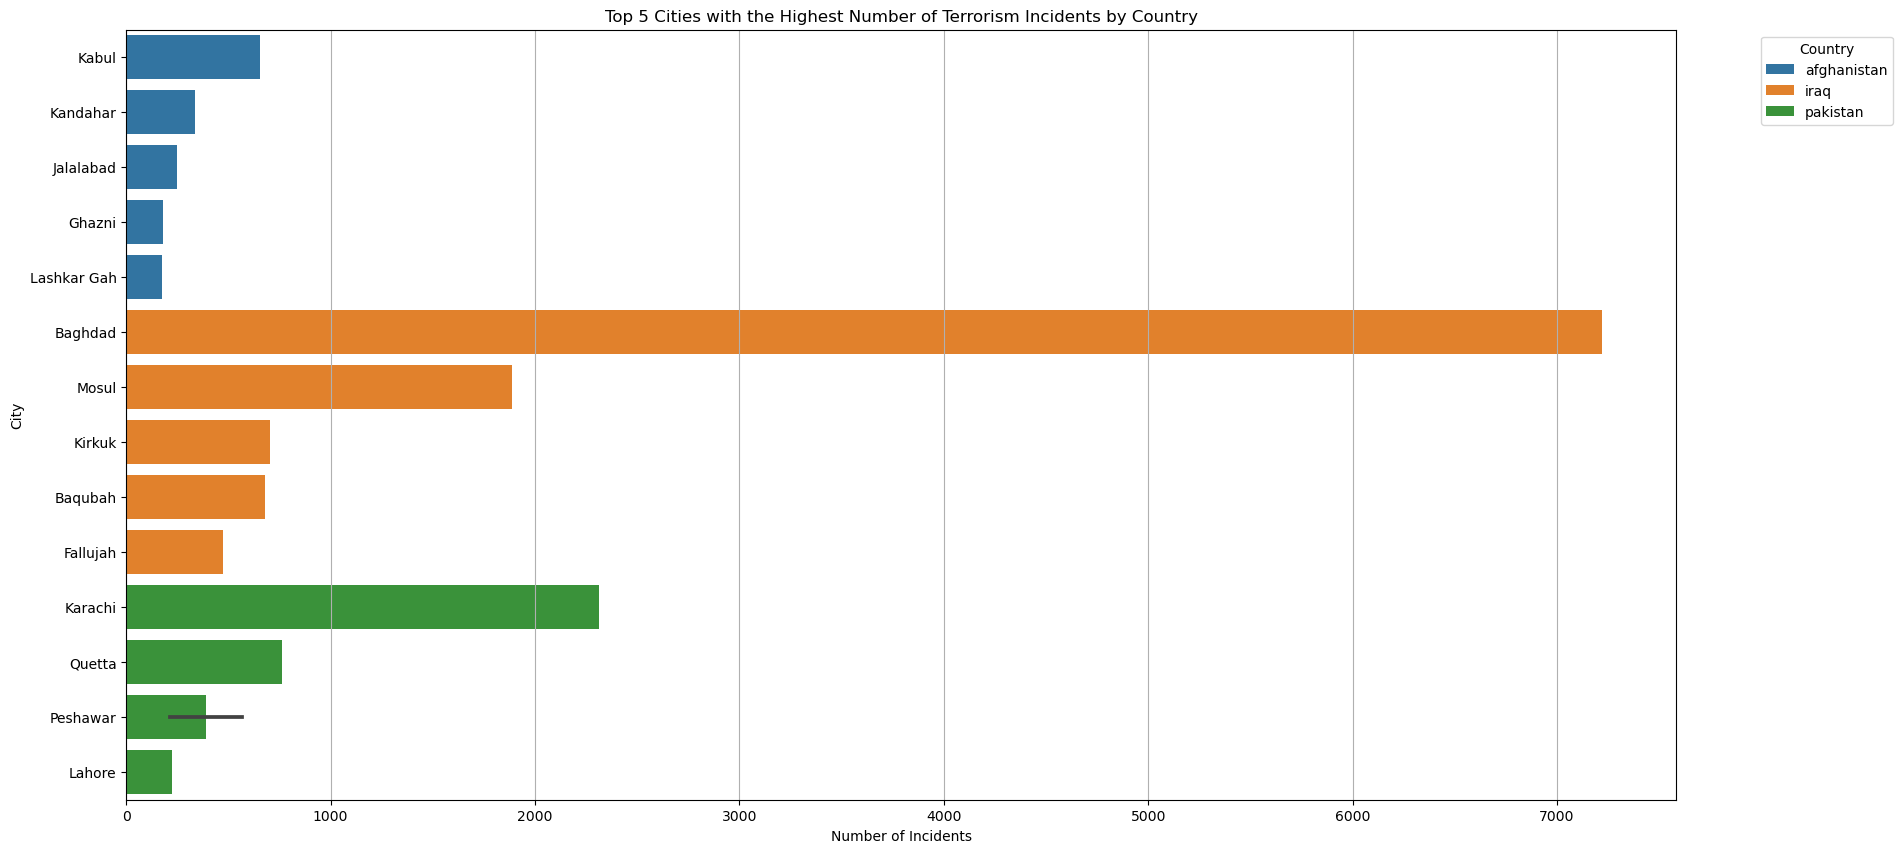 Top 5 Cities with the Highest Number of Terrorism Incidents by Country
Country
afghanistan
iraq
pakistan
City
Kabul
Kandahar
Jalalabad
Ghazni
Lashkar Gah
Baghdad
Mosul
Kirkuk
Baqubah
Fallujah
Karachi
Quetta
Peshawar
Lahore
0 1000 2000 3000 4000 5000 6000 7000
Number of Incidents